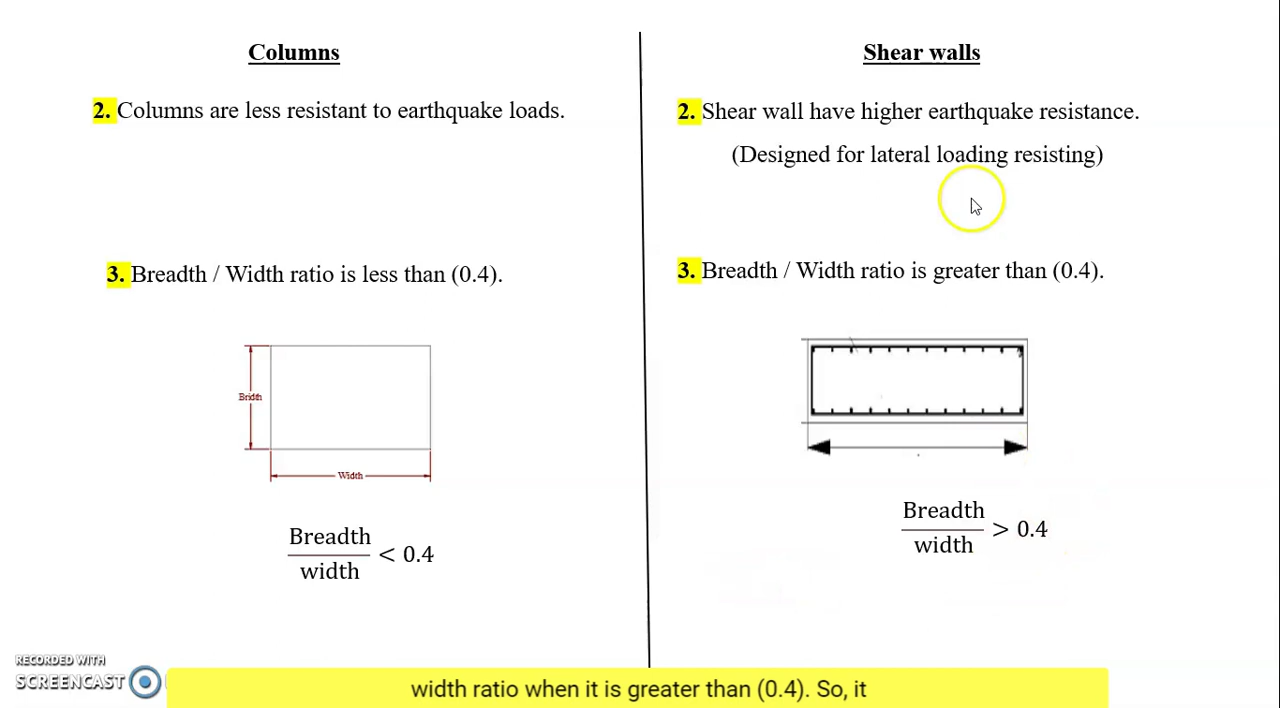 Columns
2. Columns are less resistant to earthquake loads.
3. Breadth / Width ratio is less than (0.4).
Bridth
Width
Breadth
width
< 0.4
Shear walls
2. Shear wall have higher earthquake resistance.
(Designed for lateral loading resisting)
3. Breadth / Width ratio is greater than (0.4).
Breadth
width
> 0.4
RECORDED WITH
SCREENCAST
width ratio when it is greater than (0.4). So, it